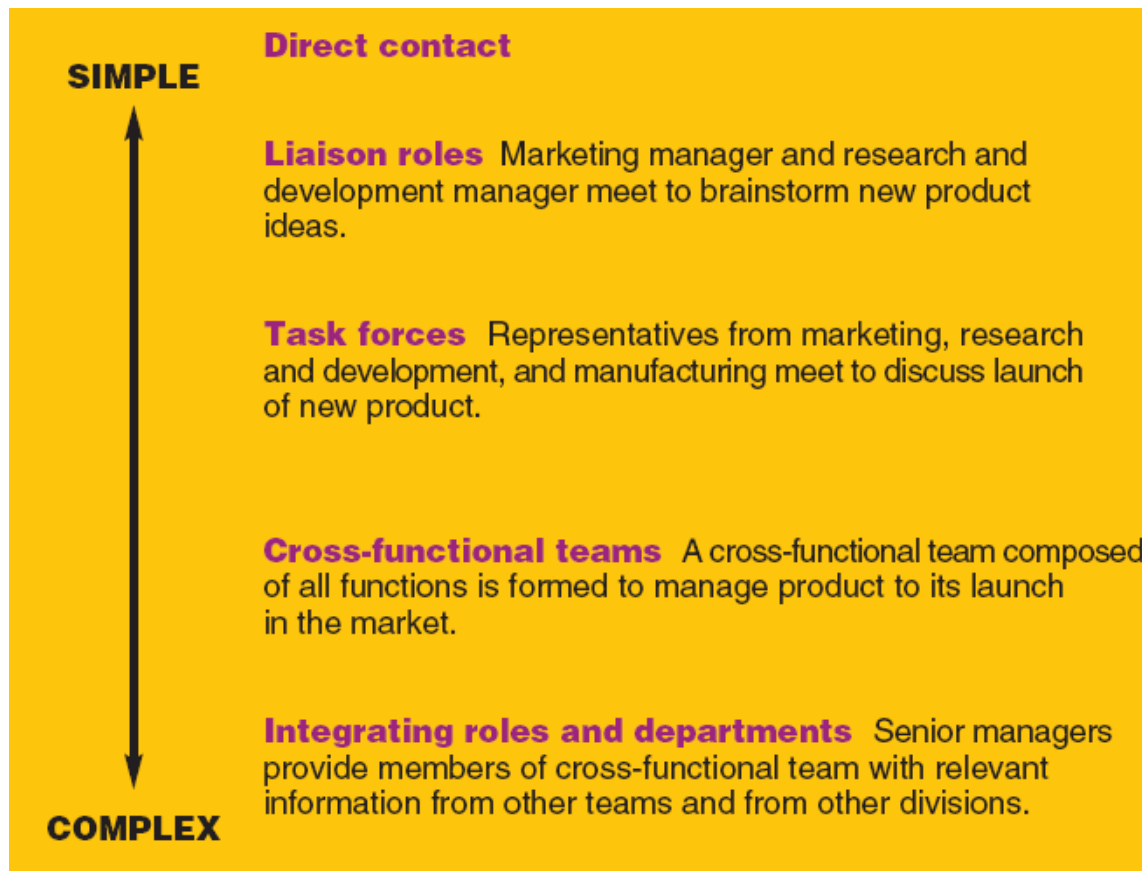 Direct contact
SIMPLE
Liaison roles Marketing manager and research and
development manager meet to brainstorm new product
ideas.
Task forces Representatives from marketing, research
and development, and manufacturing meet to discuss launch
of new product.
Cross-functional teams A cross-functional team composed
of all functions is formed to manage product to its launch
in the market.
Integrating roles and departments Senior managers
provide members of cross-functional team with relevant
information from other teams and from other divisions.
COMPLEX